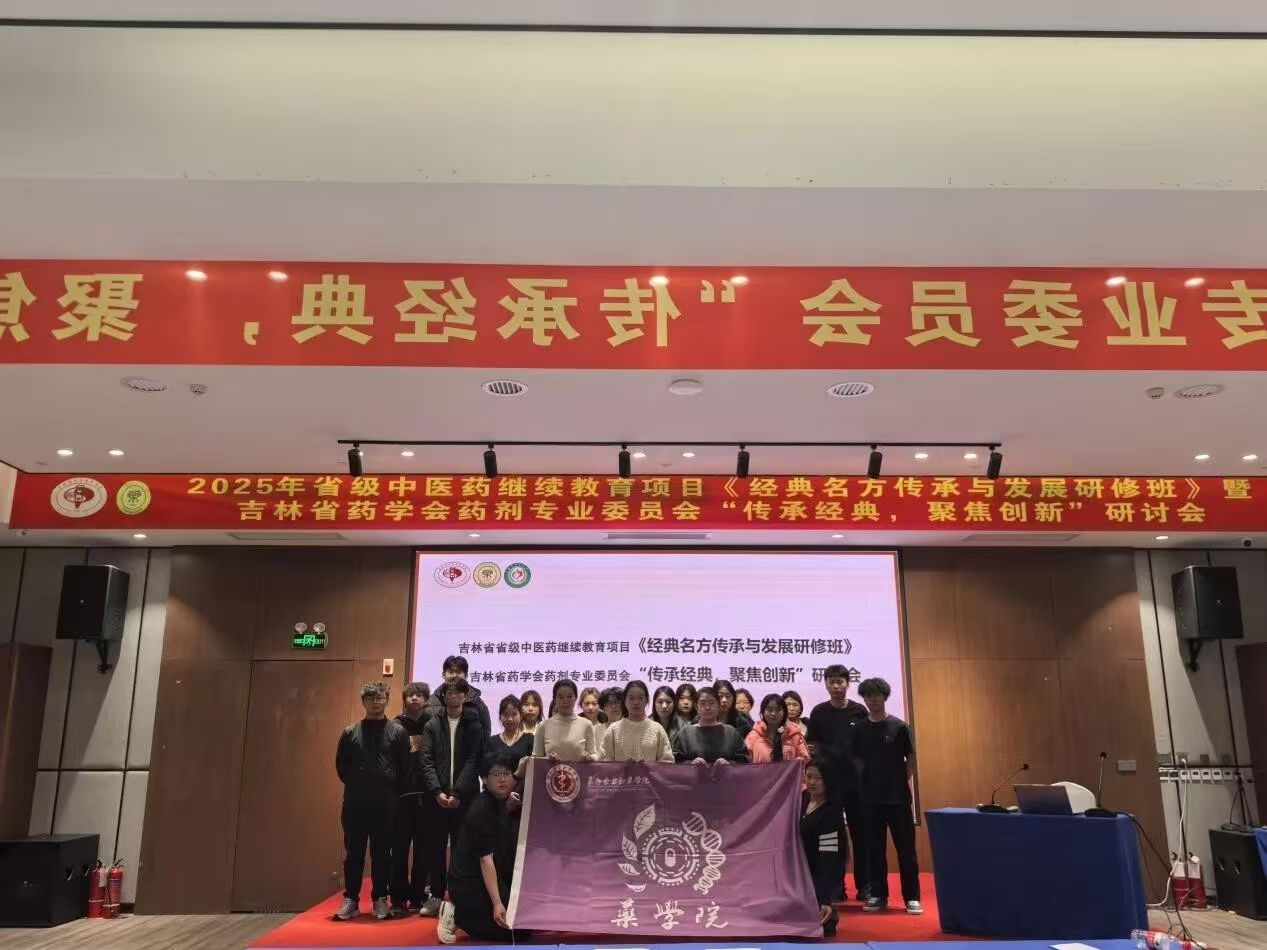 专业委员会“传承经典，聚焦
2025年省级中医药继续教育项目《经典名方传承与发展研修班》暨
吉林省药学会药剂专业委员会“传承经典，聚焦创新”研讨会
吉林省省级中医药继续教育项目《经典名方传承与发展研修班》
吉林省药学会药剂专业委员会“传承经典，聚焦创新”研 会
藥學院